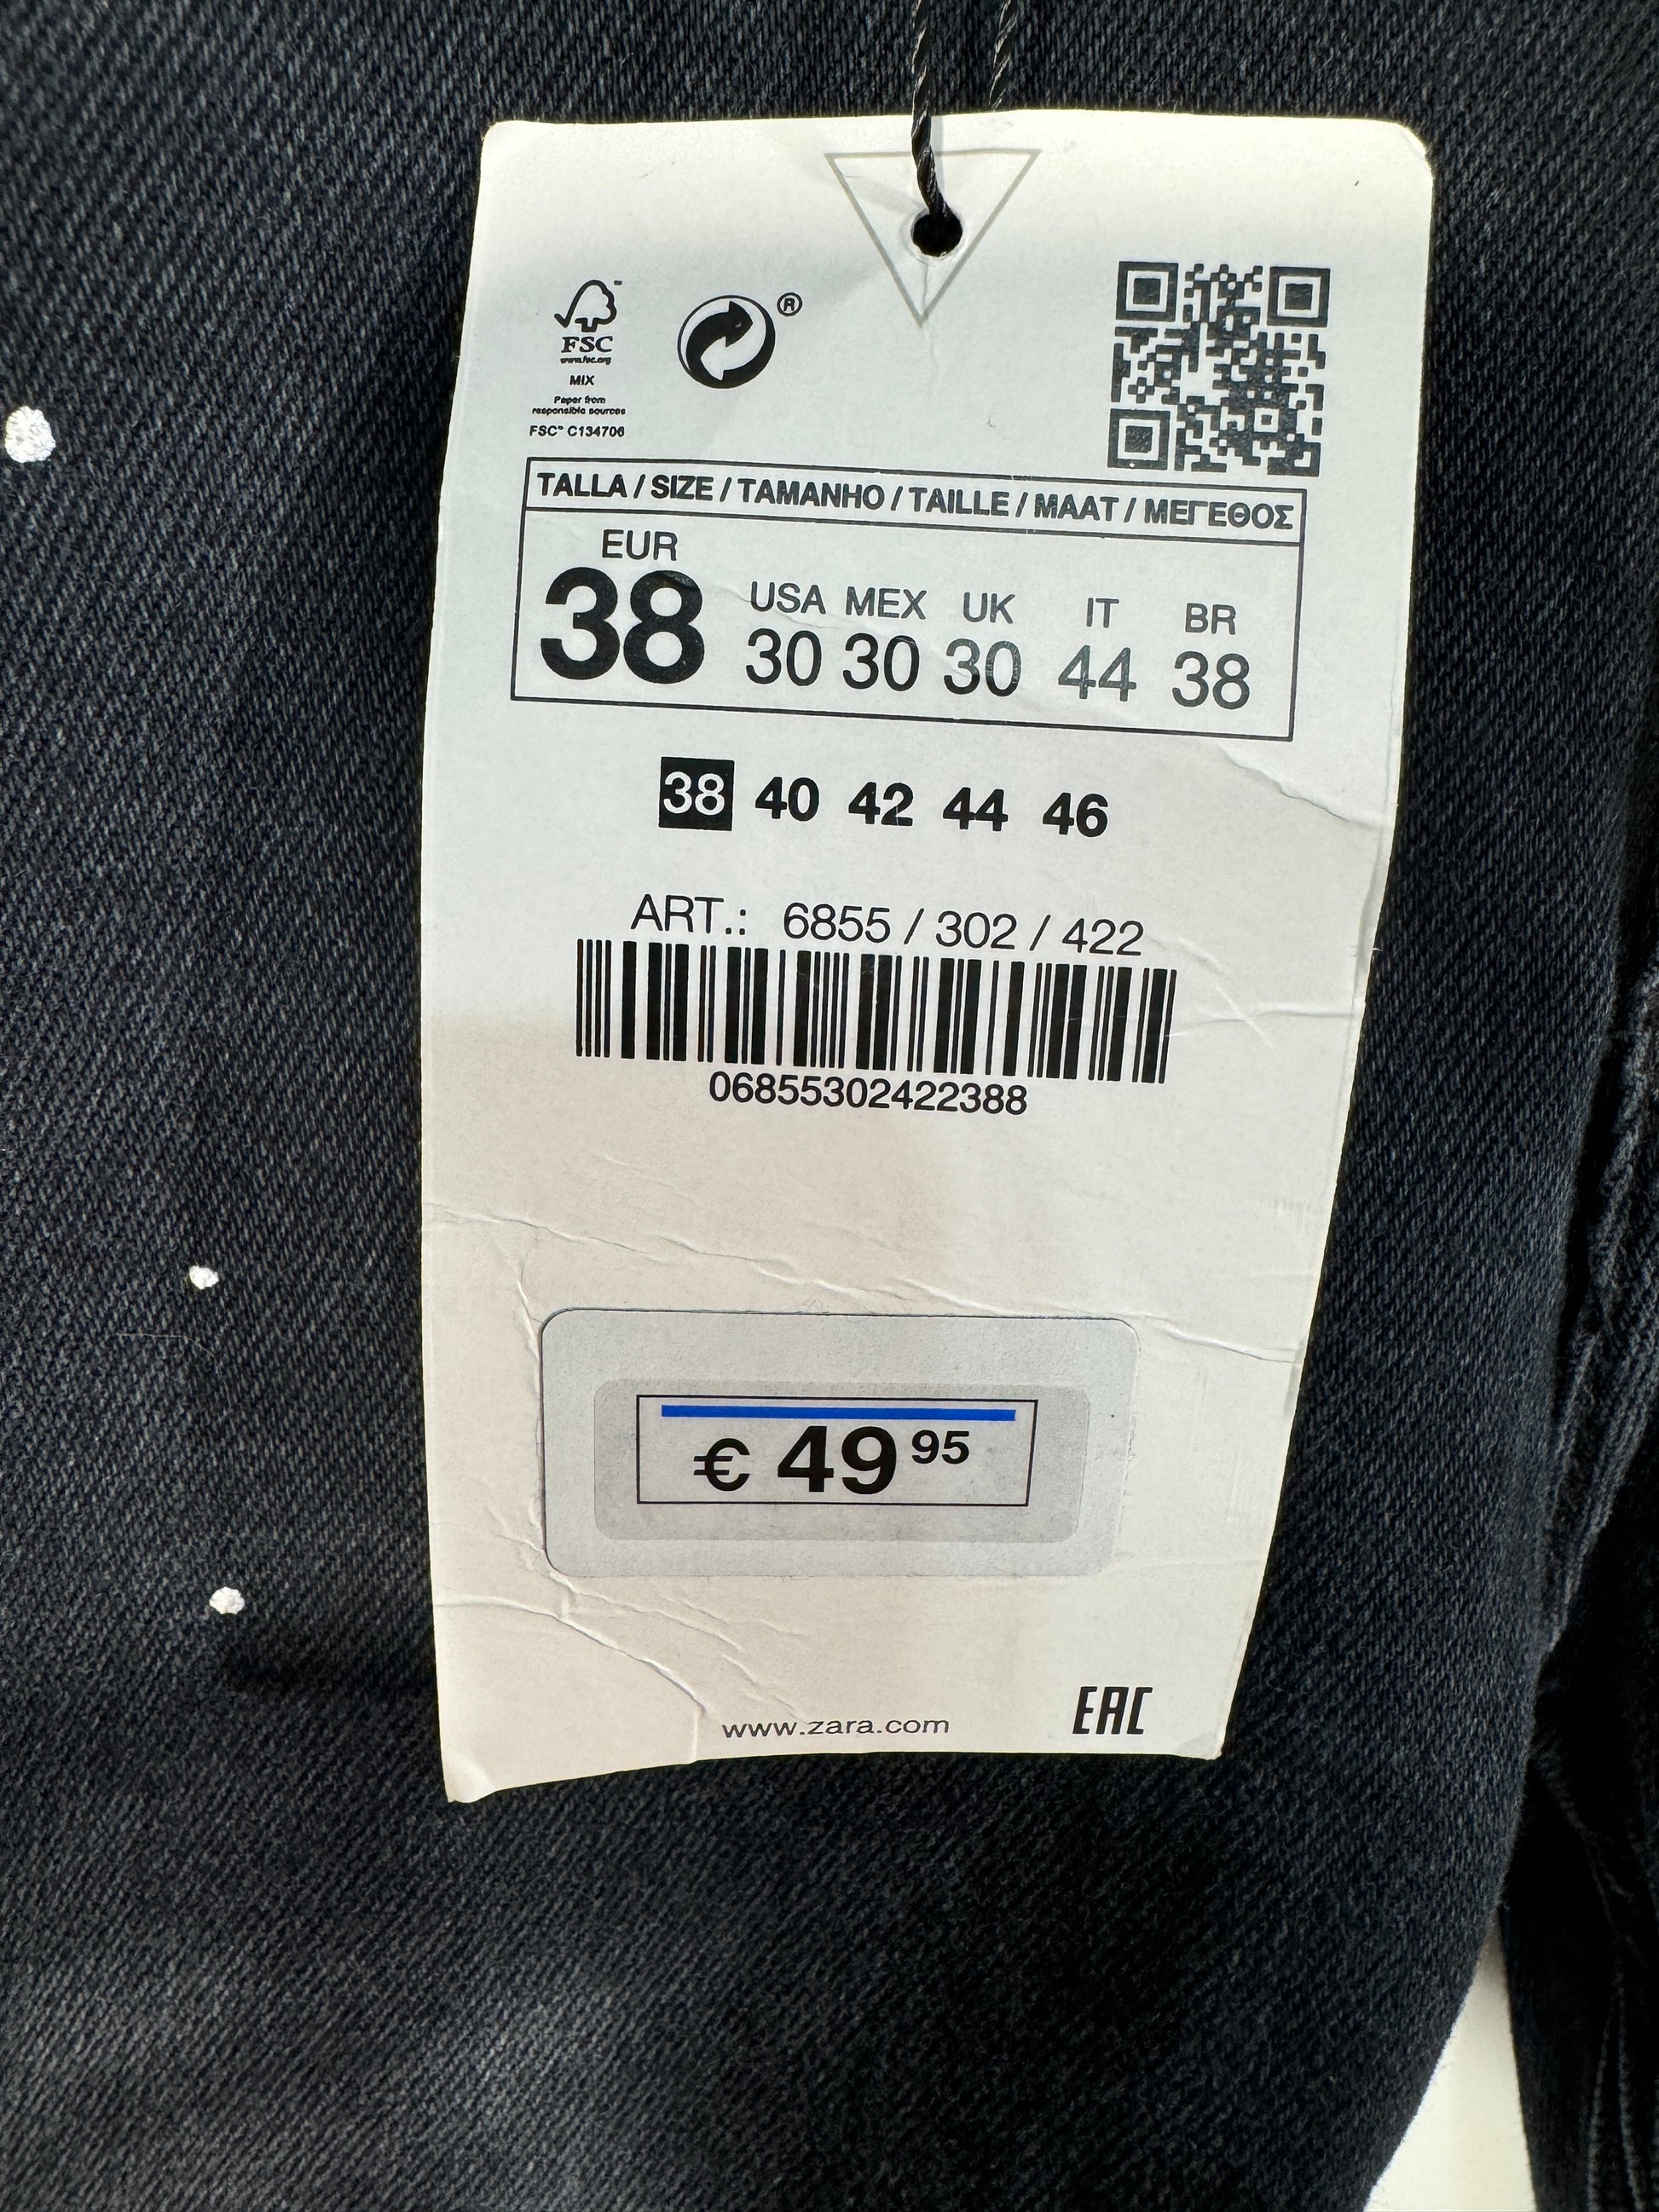 FSC
www.fsc.org
MIX
Paper from
responsible sources
FSC™ C134706
®
TALLA / SIZE / TAMANHO / TAILLE / MAAT / ΜΕΓΕΘΟΣ
EUR USA MEX UK IT BR
38 30 30 30 44 38
38 40 42 44 46
ART.: 6855 / 302 / 422
06855302422388
€ 49 95
www.zara.com
EAC